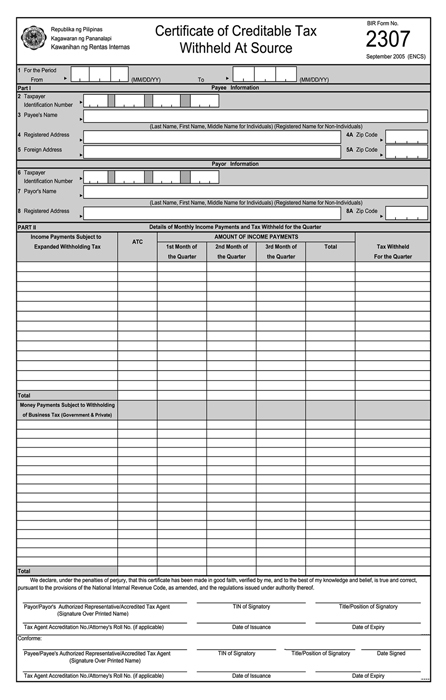 Republika ng Pilipinas
Kagawaran ng Pananalapi
Kawanihan ng Rentas Internas
Certificate of Creditable Tax
Withheld At Source
BIR Form No.
2307
September 2005 (ENCS)
1 For the Period
From (MM/DD/YY) To (MM/DD/YY)
Part I Payee Information
2 Taxpayer
Identification Number
3 Payee's Name
(Last Name, First Name, Middle Name for Individuals) (Registered Name for Non-Individuals)
4 Registered Address 4A Zip Code
5 Foreign Address 5A Zip Code
Payor Information
6 Taxpayer
Identification Number
7 Payor's Name
(Last Name, First Name, Middle Name for Individuals) (Registered Name for Non-Individuals)
8 Registered Address 8A Zip Code
PART II Details of Monthly Income Payments and Tax Withheld for the Quarter
Income Payments Subject to
Expanded Withholding Tax
ATC
AMOUNT OF INCOME PAYMENTS
1st Month of
the Quarter
2nd Month of
the Quarter
3rd Month of
the Quarter
Total
Tax Withheld
For the Quarter
Total
Money Payments Subject to Withholding
of Business Tax (Government & Private)
Total
We declare, under the penalties of perjury, that this certificate has been made in good faith, verified by me, and to the best of my knowledge and belief, is true and correct,
pursuant to the provisions of the National Internal Revenue Code, as amended, and the regulations issued under authority thereof.
Payor/Payor's Authorized Representative/Accredited Tax Agent TIN of Signatory Title/Position of Signatory
(Signature Over Printed Name)
Tax Agent Accreditation No./Attorney's Roll No. (if applicable) Date of Issuance Date of Expiry
Conforme:
Payee/Payee's Authorized Representative/Accredited Tax Agent TIN of Signatory Title/Position of Signatory Date Signed
(Signature Over Printed Name)
Tax Agent Accreditation No./Attorney's Roll No. (if applicable) Date of Issuance Date of Expiry